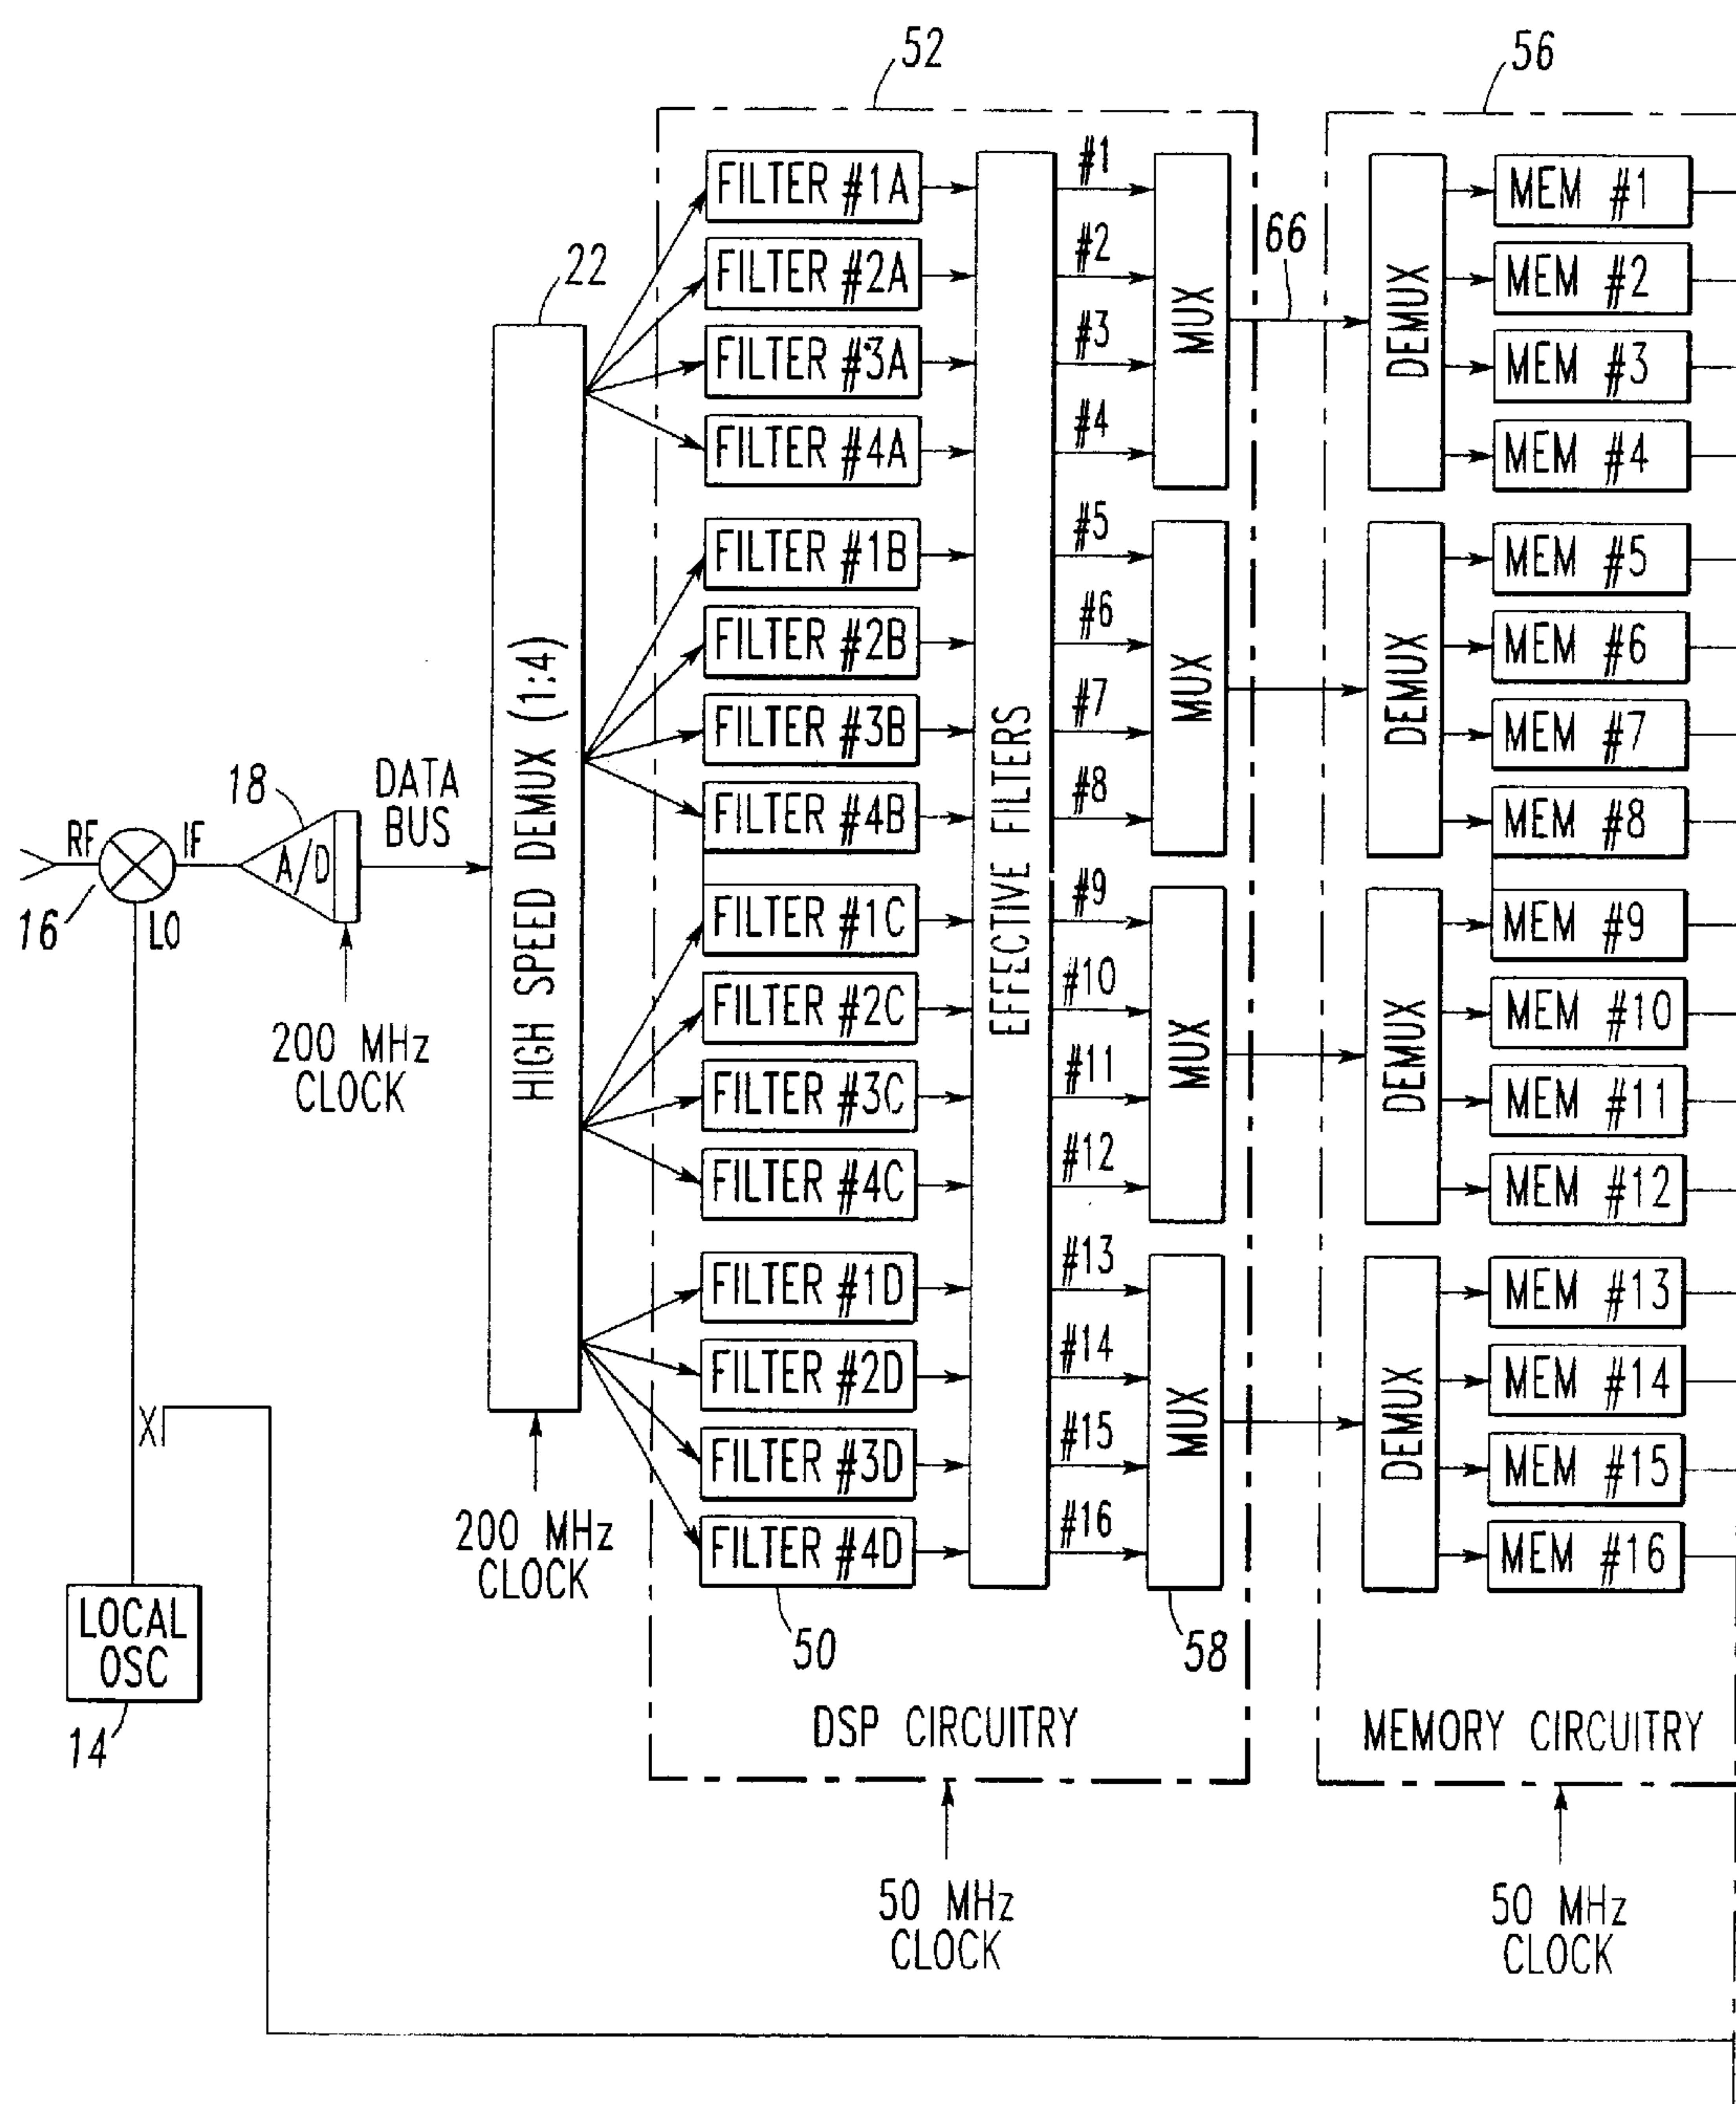 52
56
22
66
FILTER #1A
FILTER #2A
FILTER #3A
FILTER #4A
FILTER #1B
FILTER #2B
FILTER #3B
FILTER #4B
FILTER #1C
FILTER #2C
FILTER #3C
FILTER #4C
FILTER #1D
FILTER #2D
FILTER #3D
FILTER #4D
50
#1
#2
#3
#4
#5
#6
#7
#8
#9
#10
#11
#12
#13
#14
#15
#16
EFFECTIVE FILTERS
MUX
MUX
MUX
MUX
58
DEMUX
DEMUX
DEMUX
DEMUX
MEM #1
MEM #2
MEM #3
MEM #4
MEM #5
MEM #6
MEM #7
MEM #8
MEM #9
MEM #10
MEM #11
MEM #12
MEM #13
MEM #14
MEM #15
MEM #16
HIGH SPEED DEMUX (1:4)
18
DATA
BUS
RF
IF
A/D
16
LO
200 MHz
CLOCK
200 MHz
CLOCK
X
LOCAL
OSC
14
DSP CIRCUITRY
MEMORY CIRCUITRY
50 MHz
CLOCK
50 MHz
CLOCK